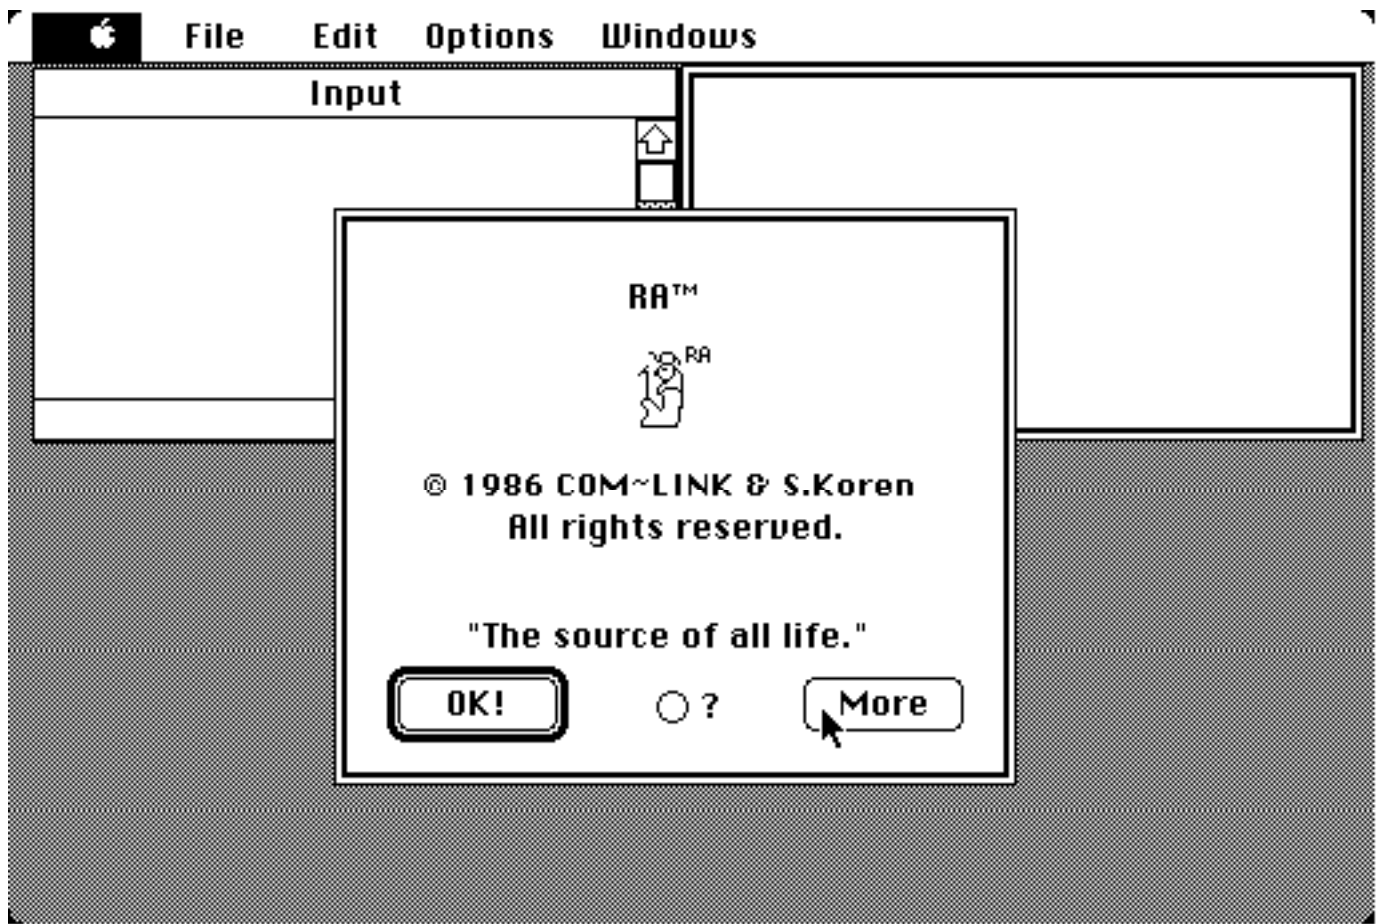 File Edit Options Windows
Input
RA™
RA
© 1986 COM~LINK & S.Koren
All rights reserved.
"The source of all life."
OK! ? More